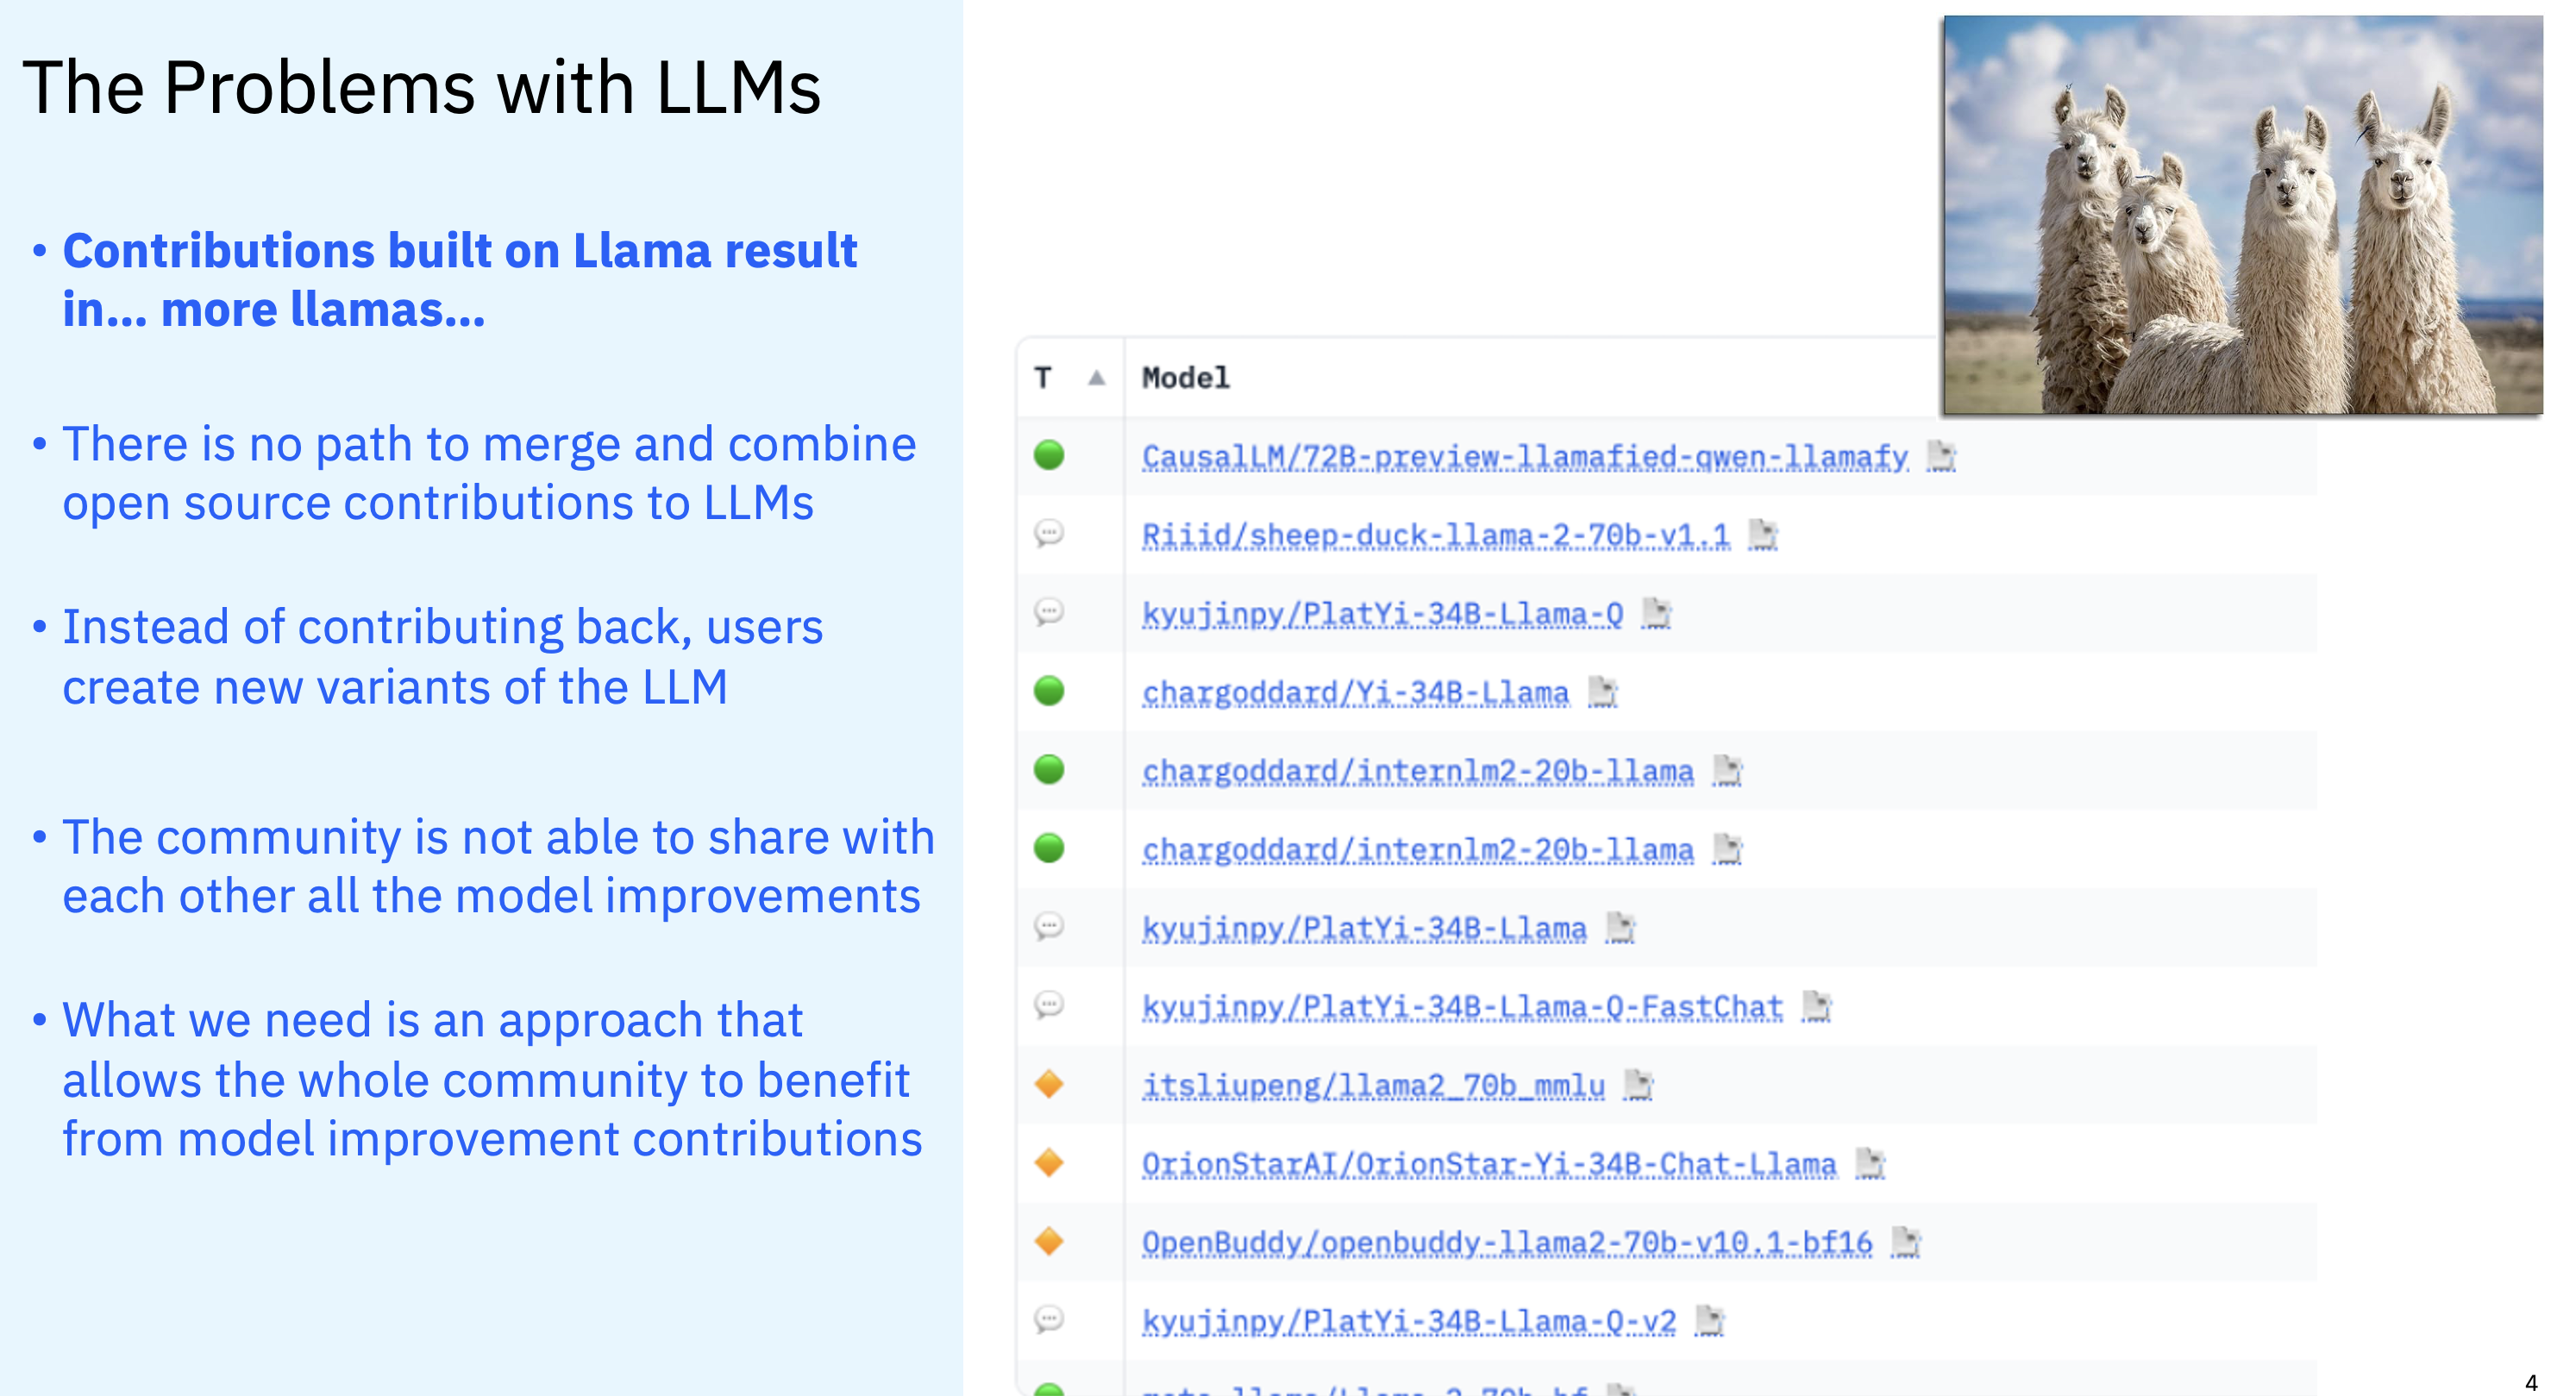 The Problems with LLMs
• Contributions built on Llama result
in... more llamas...
• There is no path to merge and combine
open source contributions to LLMs
• Instead of contributing back, users
create new variants of the LLM
• The community is not able to share with
each other all the model improvements
• What we need is an approach that
allows the whole community to benefit
from model improvement contributions
T ▲ Model
CausalLM/72B-preview-llamafied-qwen-llamafy
Riiid/sheep-duck-llama-2-70b-v1.1
kyujinpy/PlatYi-34B-Llama-Q
chargoddard/Yi-34B-Llama
chargoddard/internlm2-20b-llama
chargoddard/internlm2-20b-llama
kyujinpy/PlatYi-34B-Llama
kyujinpy/PlatYi-34B-Llama-Q-FastChat
itsliupeng/llama2_70b_mmlu
OrionStarAI/OrionStar-Yi-34B-Chat-Llama
OpenBuddy/openbuddy-llama2-70b-v10.1-bf16
kyujinpy/PlatYi-34B-Llama-Q-v2
4